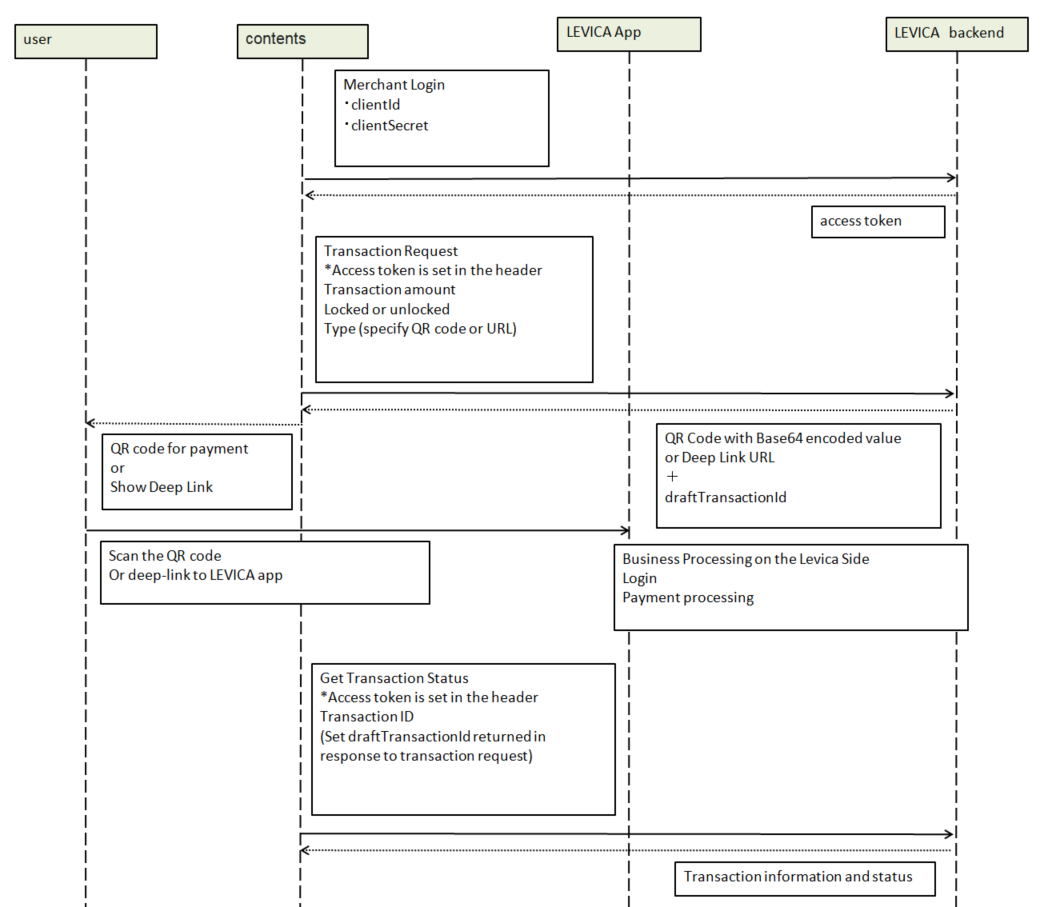 user
contents
LEVICA App
LEVICA backend
Merchant Login
・clientId
・clientSecret
access token
Transaction Request
*Access token is set in the header
Transaction amount
Locked or unlocked
Type (specify QR code or URL)
QR code for payment
or
Show Deep Link
QR Code with Base64 encoded value
or Deep Link URL
＋
draftTransactionId
Scan the QR code
Or deep-link to LEVICA app
Business Processing on the Levica Side
Login
Payment processing
Get Transaction Status
*Access token is set in the header
Transaction ID
(Set draftTransactionId returned in
response to transaction request)
Transaction information and status